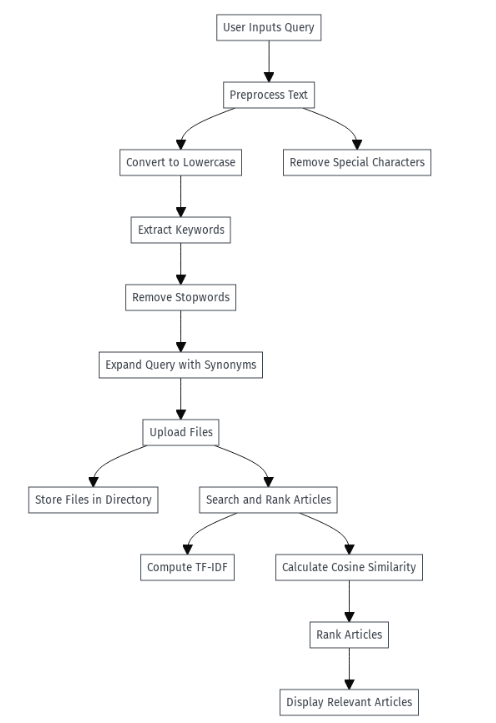 User Inputs Query
Preprocess Text
Convert to Lowercase
Remove Special Characters
Extract Keywords
Remove Stopwords
Expand Query with Synonyms
Upload Files
Store Files in Directory
Search and Rank Articles
Compute TF-IDF
Calculate Cosine Similarity
Rank Articles
Display Relevant Articles